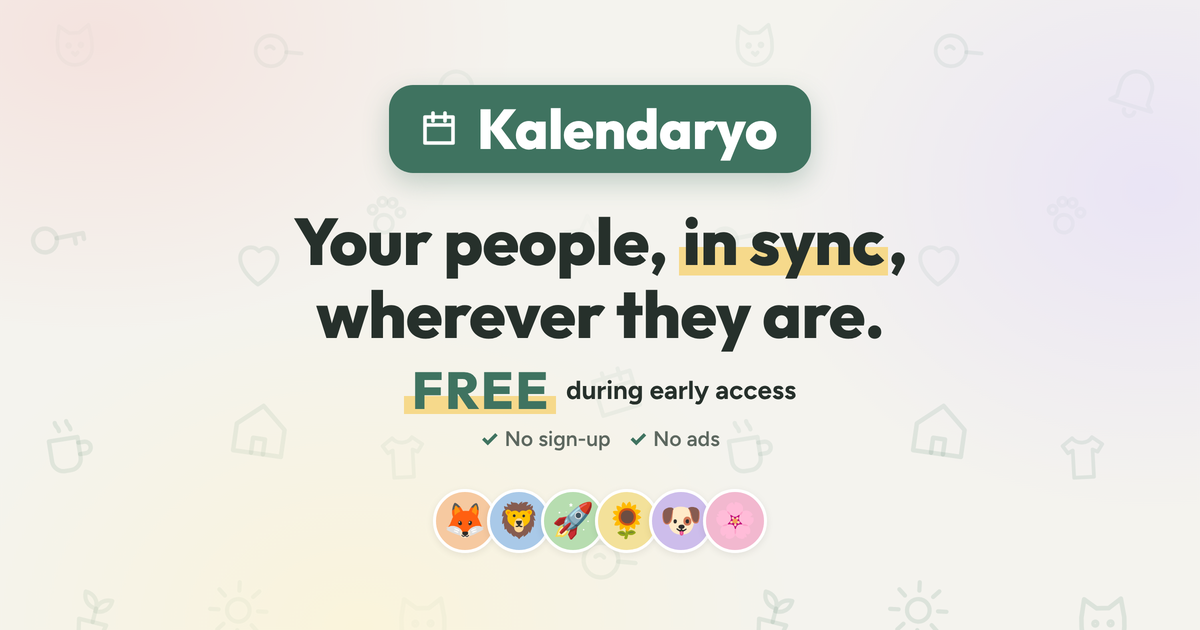 Kalendaryo
Your people, in sync,
wherever they are.
FREE during early access
✓ No sign-up ✓ No ads